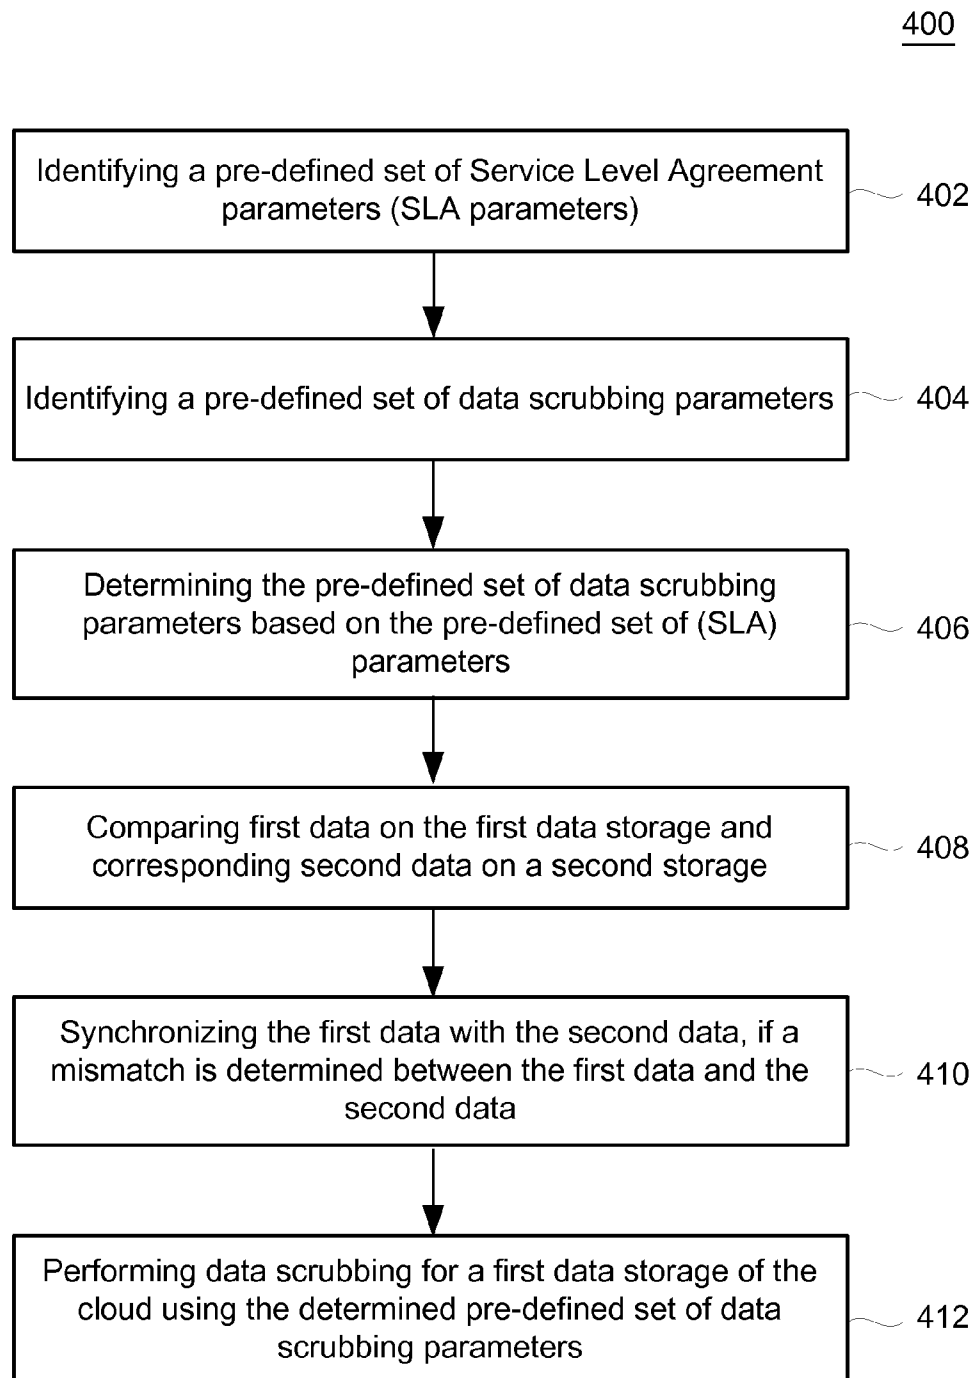 400
Identifying a pre-defined set of Service Level Agreement
parameters (SLA parameters)
402
Identifying a pre-defined set of data scrubbing parameters
404
Determining the pre-defined set of data scrubbing
parameters based on the pre-defined set of (SLA)
parameters
406
Comparing first data on the first data storage and
corresponding second data on a second storage
408
Synchronizing the first data with the second data, if a
mismatch is determined between the first data and the
second data
410
Performing data scrubbing for a first data storage of the
cloud using the determined pre-defined set of data
scrubbing parameters
412